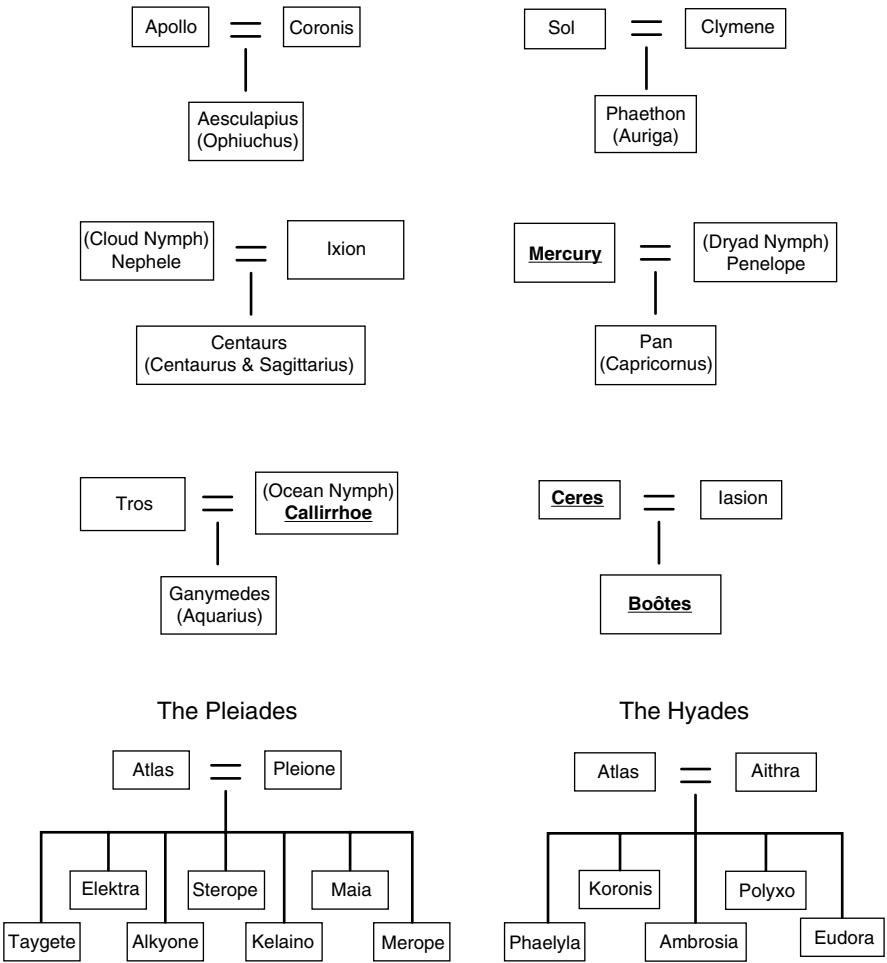 Apollo
Coronis
Aesculapius
(Ophiuchus)
Sol
Clymene
Phaethon
(Auriga)
(Cloud Nymph)
Nephele
Ixion
Centaurs
(Centaurus & Sagittarius)
Mercury
(Dryad Nymph)
Penelope
Pan
(Capricornus)
Tros
(Ocean Nymph)
Callirrhoe
Ganymedes
(Aquarius)
Ceres
Iasion
Boôtes
The Pleiades
Atlas
Pleione
Elektra
Sterope
Maia
Taygete
Alkyone
Kelaino
Merope
The Hyades
Atlas
Aithra
Koronis
Polyxo
Phaelyla
Ambrosia
Eudora